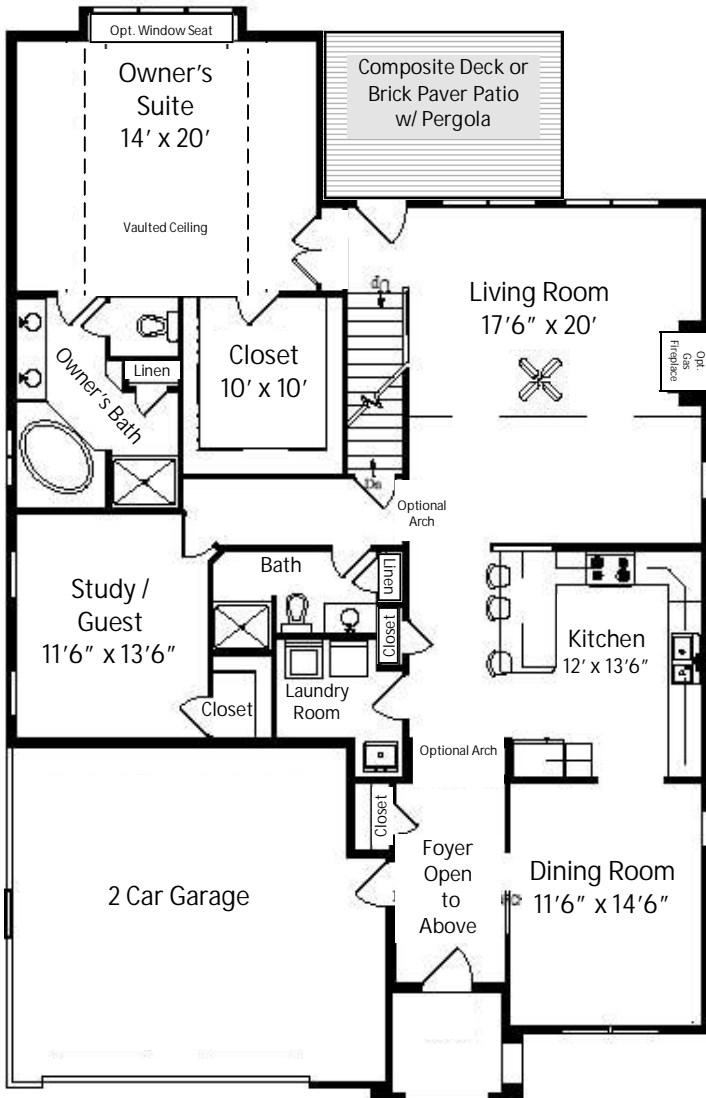 Opt. Window Seat
Owner's
Suite
14' x 20'
Vaulted Ceiling
Composite Deck or
Brick Paver Patio
w/ Pergola
Living Room
17'6" x 20'
Opt.
Gas
Fireplace
Up
Closet
10' x 10'
Linen
Owner's Bath
Dn
Optional
Arch
Bath
Linen
Study /
Guest
11'6" x 13'6"
Closet
Kitchen
12' x 13'6"
Laundry
Room
Closet
Optional Arch
Closet
Foyer
Open
to
Above
Dining Room
11'6" x 14'6"
2 Car Garage